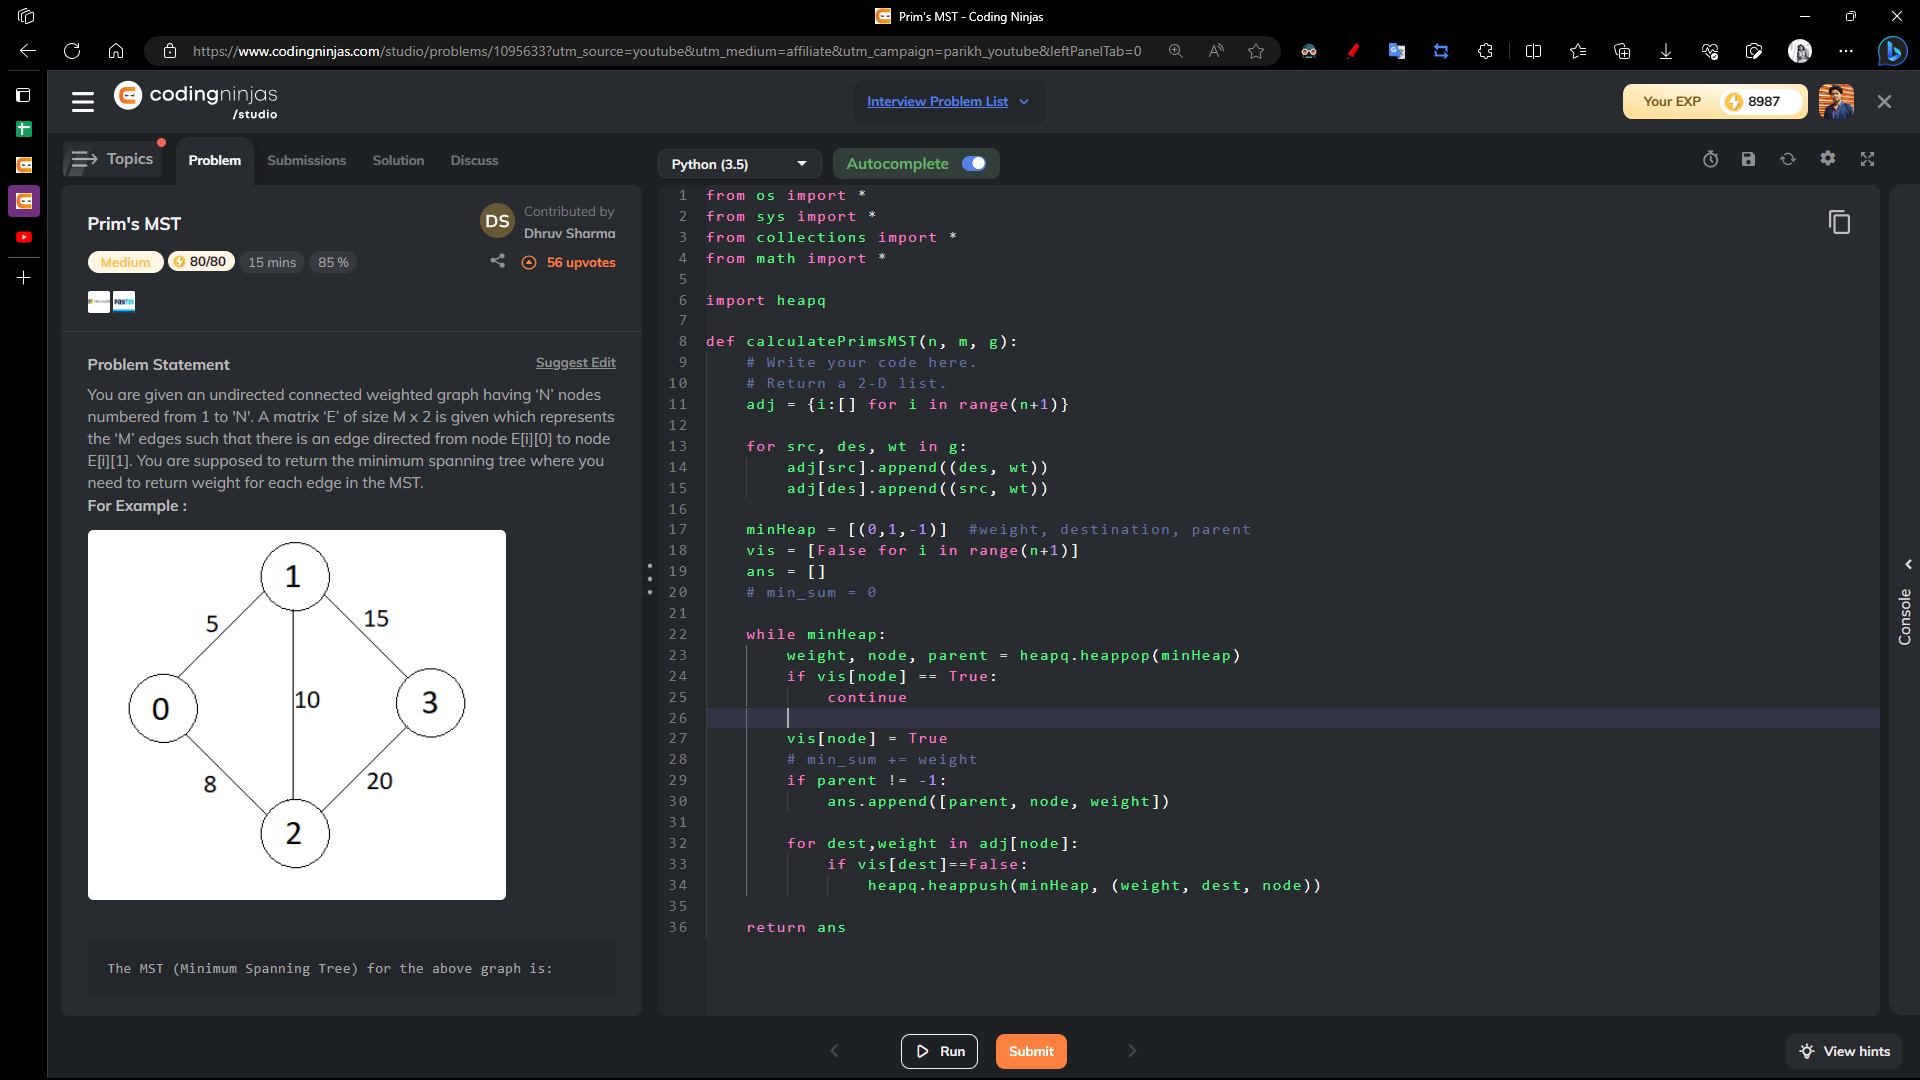 Prim's MST - Coding Ninjas
https://www.codingninjas.com/studio/problems/1095633?utm_source=youtube&utm_medium=affiliate&utm_campaign=parikh_youtube&leftPanelTab=0
codingninjas
/studio
Interview Problem List
Your EXP 8987
Topics
Problem
Submissions
Solution
Discuss
Python (3.5)
Autocomplete
Prim's MST
DS
Contributed by
Dhruv Sharma
Medium
80/80
15 mins
85 %
56 upvotes
paytm
Problem Statement
Suggest Edit
You are given an undirected connected weighted graph having ‘N’ nodes
numbered from 1 to 'N'. A matrix ‘E’ of size M x 2 is given which represents
the ‘M’ edges such that there is an edge directed from node E[i][0] to node
E[i][1]. You are supposed to return the minimum spanning tree where you
need to return weight for each edge in the MST.
For Example :
1
5
15
0
10
3
8
20
2
The MST (Minimum Spanning Tree) for the above graph is:
1 from os import *
2 from sys import *
3 from collections import *
4 from math import *
5
6 import heapq
7
8 def calculatePrimsMST(n, m, g):
9 # Write your code here.
10 # Return a 2-D list.
11 adj = {i:[] for i in range(n+1)}
12
13 for src, des, wt in g:
14 adj[src].append((des, wt))
15 adj[des].append((src, wt))
16
17 minHeap = [(0,1,-1)] #weight, destination, parent
18 vis = [False for i in range(n+1)]
19 ans = []
20 # min_sum = 0
21
22 while minHeap:
23 weight, node, parent = heapq.heappop(minHeap)
24 if vis[node] == True:
25 continue
26
27 vis[node] = True
28 # min_sum += weight
29 if parent != -1:
30 ans.append([parent, node, weight])
31
32 for dest,weight in adj[node]:
33 if vis[dest]==False:
34 heapq.heappush(minHeap, (weight, dest, node))
35
36 return ans
Console
Run
Submit
View hints